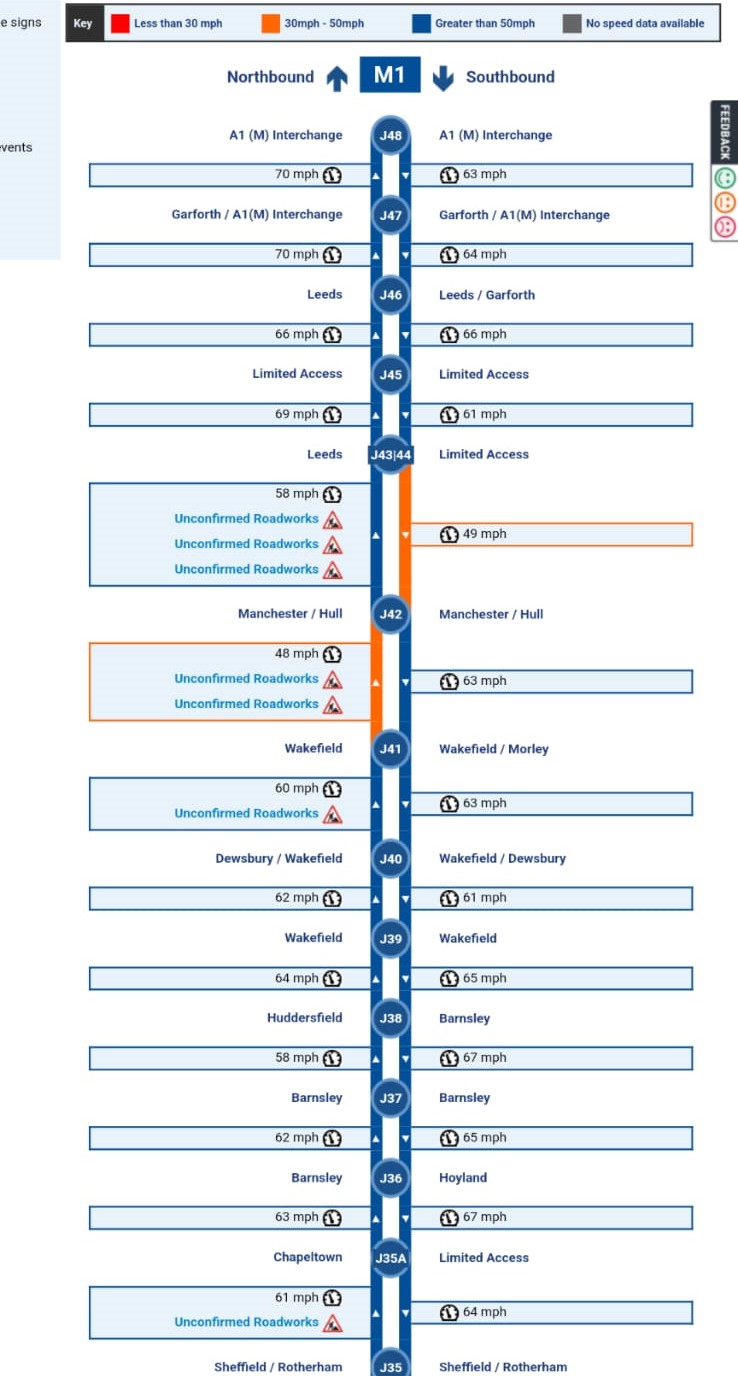 e signs
vents
Key Less than 30 mph 30mph - 50mph Greater than 50mph No speed data available
Northbound M1 Southbound
FEEDBACK
A1 (M) Interchange J48 A1 (M) Interchange
70 mph 63 mph
Garforth / A1(M) Interchange J47 Garforth / A1(M) Interchange
70 mph 64 mph
Leeds J46 Leeds / Garforth
66 mph 66 mph
Limited Access J45 Limited Access
69 mph 61 mph
Leeds J43|44 Limited Access
58 mph
Unconfirmed Roadworks
Unconfirmed Roadworks 49 mph
Unconfirmed Roadworks
Manchester / Hull J42 Manchester / Hull
48 mph
Unconfirmed Roadworks 63 mph
Unconfirmed Roadworks
Wakefield J41 Wakefield / Morley
60 mph 63 mph
Unconfirmed Roadworks
Dewsbury / Wakefield J40 Wakefield / Dewsbury
62 mph 61 mph
Wakefield J39 Wakefield
64 mph 65 mph
Huddersfield J38 Barnsley
58 mph 67 mph
Barnsley J37 Barnsley
62 mph 65 mph
Barnsley J36 Hoyland
63 mph 67 mph
Chapeltown J35A Limited Access
61 mph 64 mph
Unconfirmed Roadworks
Sheffield / Rotherham J35 Sheffield / Rotherham